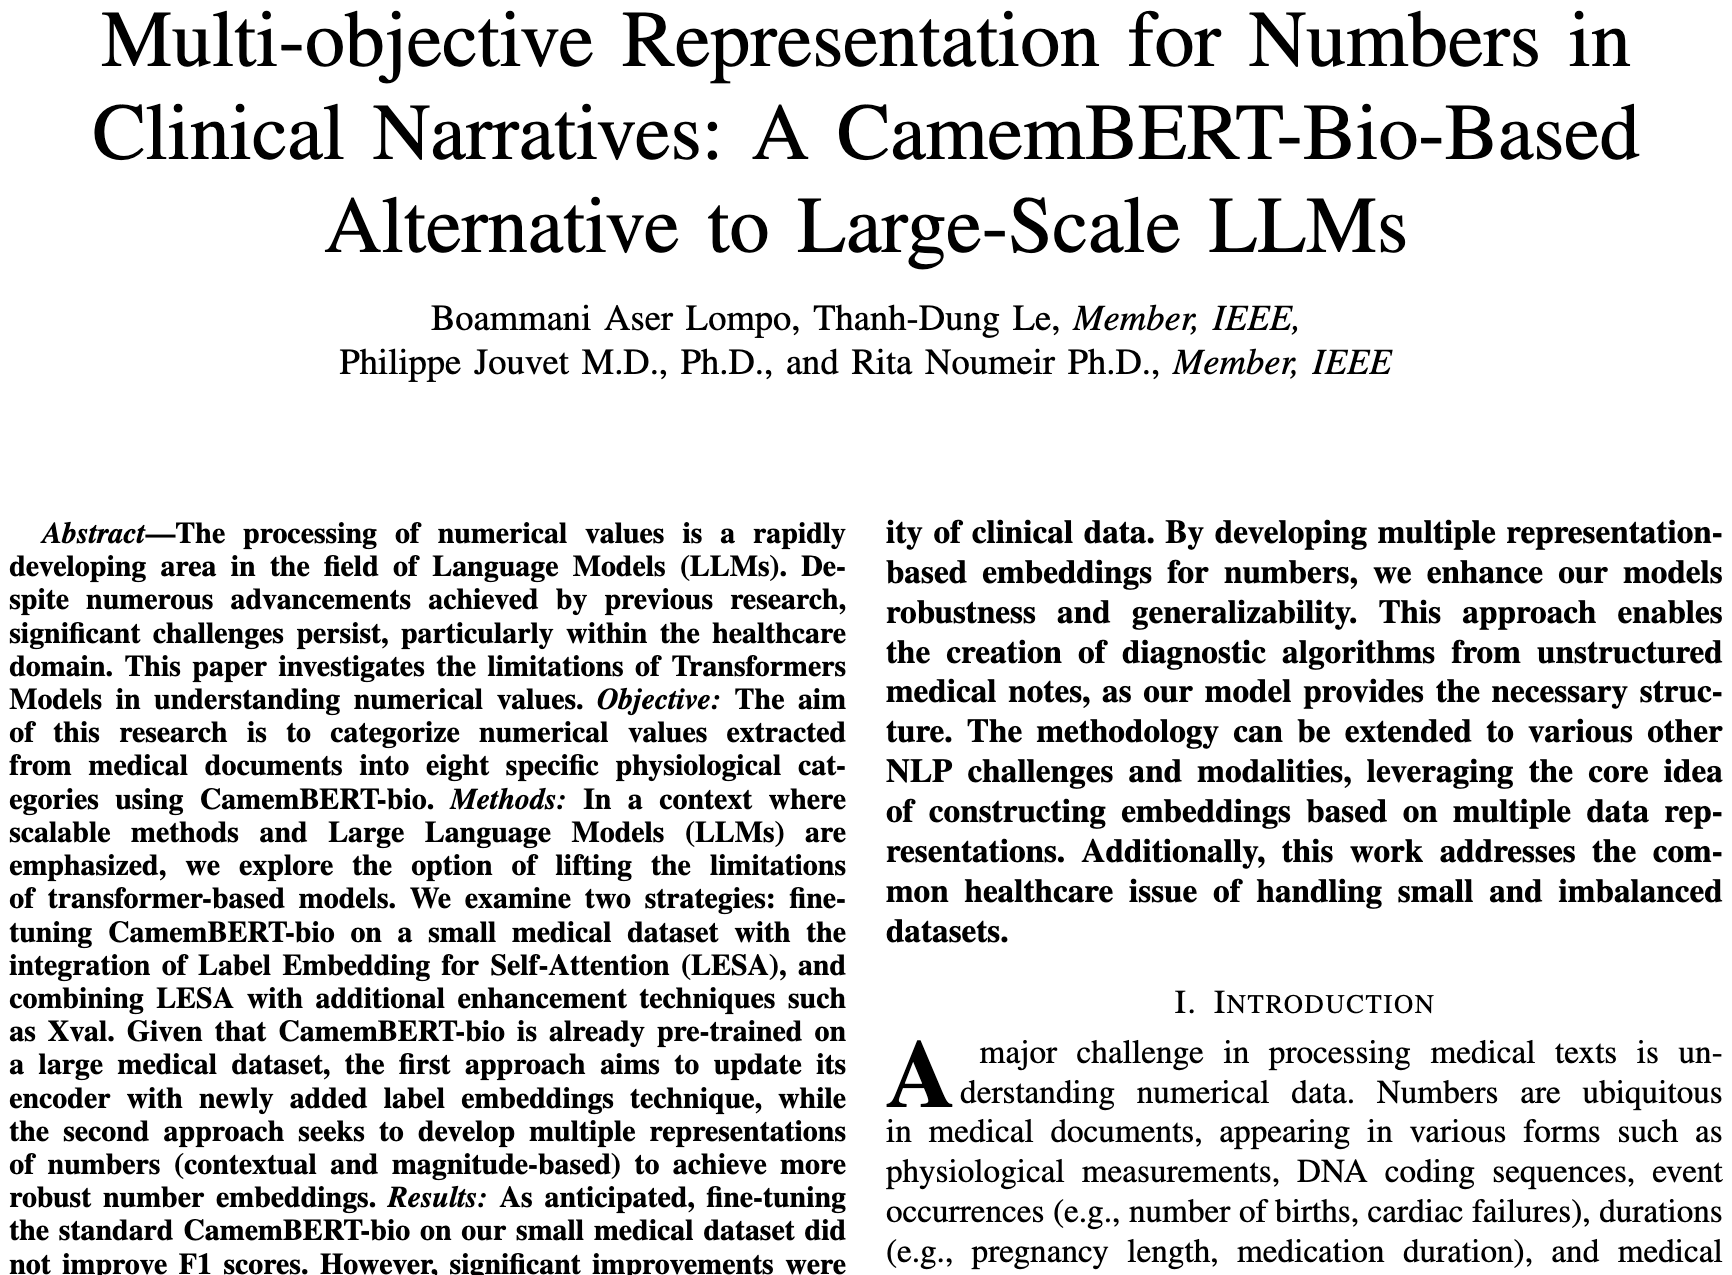 Multi-objective Representation for Numbers in
Clinical Narratives: A CamemBERT-Bio-Based
Alternative to Large-Scale LLMs
Boammani Aser Lompo, Thanh-Dung Le, Member, IEEE,
Philippe Jouvet M.D., Ph.D., and Rita Noumeir Ph.D., Member, IEEE
Abstract—The processing of numerical values is a rapidly
developing area in the field of Language Models (LLMs). De-
spite numerous advancements achieved by previous research,
significant challenges persist, particularly within the healthcare
domain. This paper investigates the limitations of Transformers
Models in understanding numerical values. Objective: The aim
of this research is to categorize numerical values extracted
from medical documents into eight specific physiological cat-
egories using CamemBERT-bio. Methods: In a context where
scalable methods and Large Language Models (LLMs) are
emphasized, we explore the option of lifting the limitations
of transformer-based models. We examine two strategies: fine-
tuning CamemBERT-bio on a small medical dataset with the
integration of Label Embedding for Self-Attention (LESA), and
combining LESA with additional enhancement techniques such
as Xval. Given that CamemBERT-bio is already pre-trained on
a large medical dataset, the first approach aims to update its
encoder with newly added label embeddings technique, while
the second approach seeks to develop multiple representations
of numbers (contextual and magnitude-based) to achieve more
robust number embeddings. Results: As anticipated, fine-tuning
the standard CamemBERT-bio on our small medical dataset did
not improve F1 scores. However, significant improvements were
ity of clinical data. By developing multiple representation-
based embeddings for numbers, we enhance our models
robustness and generalizability. This approach enables
the creation of diagnostic algorithms from unstructured
medical notes, as our model provides the necessary struc-
ture. The methodology can be extended to various other
NLP challenges and modalities, leveraging the core idea
of constructing embeddings based on multiple data rep-
resentations. Additionally, this work addresses the com-
mon healthcare issue of handling small and imbalanced
datasets.
I. INTRODUCTION
A major challenge in processing medical texts is un-
derstanding numerical data. Numbers are ubiquitous
in medical documents, appearing in various forms such as
physiological measurements, DNA coding sequences, event
occurrences (e.g., number of births, cardiac failures), durations
(e.g., pregnancy length, medication duration), and medical